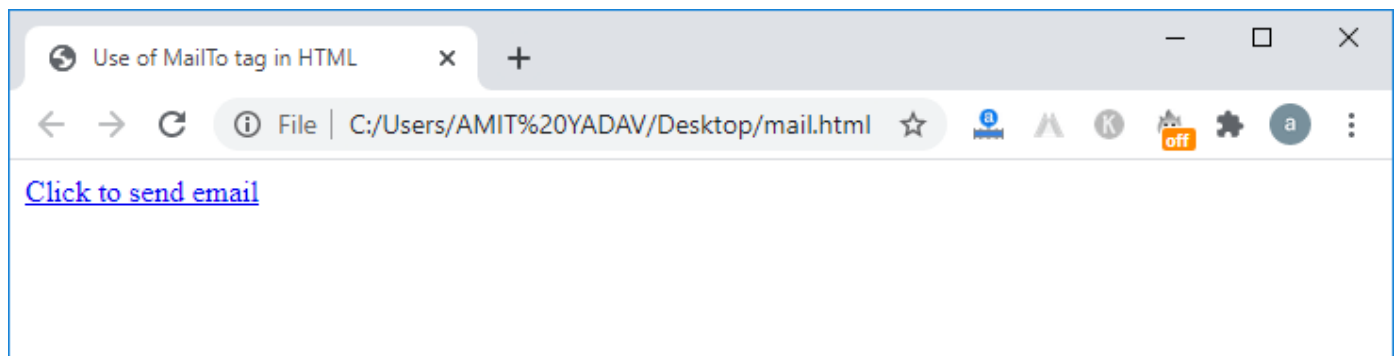 Use of MailTo tag in HTML
File C:/Users/AMIT%20YADAV/Desktop/mail.html a K off a
Click to send email